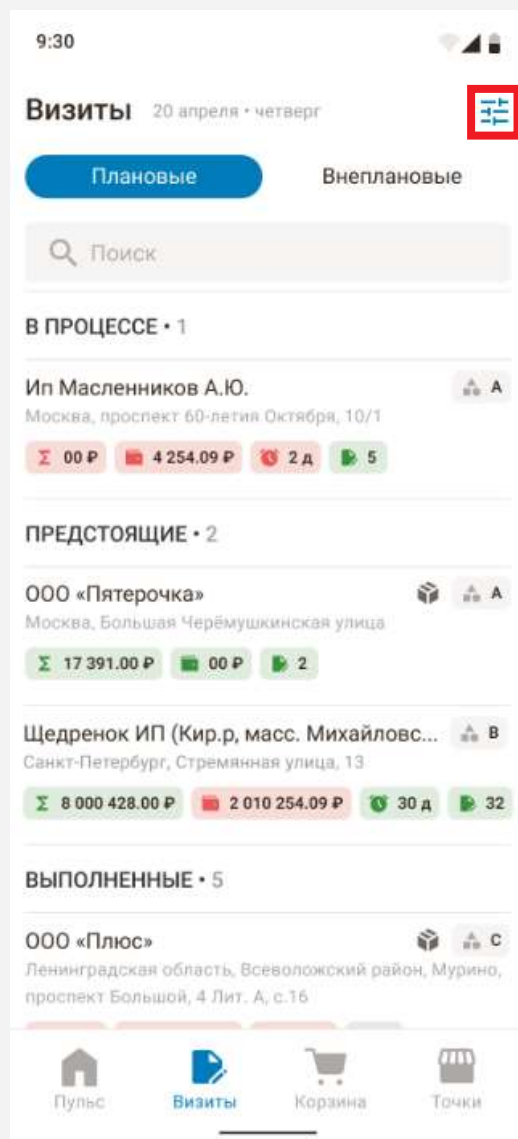 9:30
Визиты 20 апреля • четверг
Плановые Внеплановые
Поиск
В ПРОЦЕССЕ • 1
Ип Масленников А.Ю. А
Москва, проспект 60-летия Октября, 10/1
Σ 00 ₽ 4 254.09 ₽ 2 д 5
ПРЕДСТОЯЩИЕ • 2
ООО «Пятерочка» А
Москва, Большая Черёмушкинская улица
Σ 17 391.00 ₽ 00 ₽ 2
Щедренок ИП (Кир.р, масс. Михайловс... В
Санкт-Петербург, Стремянная улица, 13
Σ 8 000 428.00 ₽ 2 010 254.09 ₽ 30 д 32
ВЫПОЛНЕННЫЕ • 5
ООО «Плюс» С
Ленинградская область, Всеволожский район, Мурино,
проспект Большой, 4 Лит. А, с.16
Пульс Визиты Корзина Точки